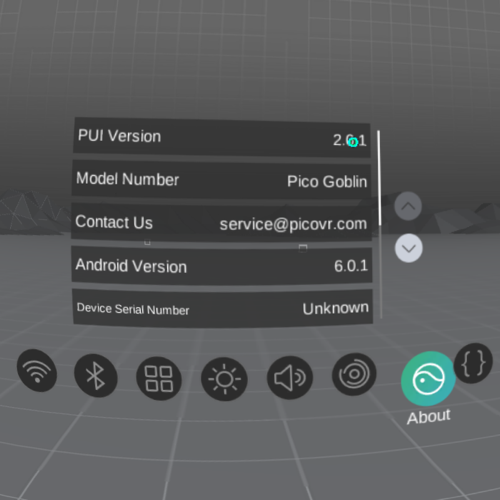 PUI Version 2.6.1
Model Number Pico Goblin
Contact Us service@picovr.com
Android Version 6.0.1
Device Serial Number Unknown
{ }
About